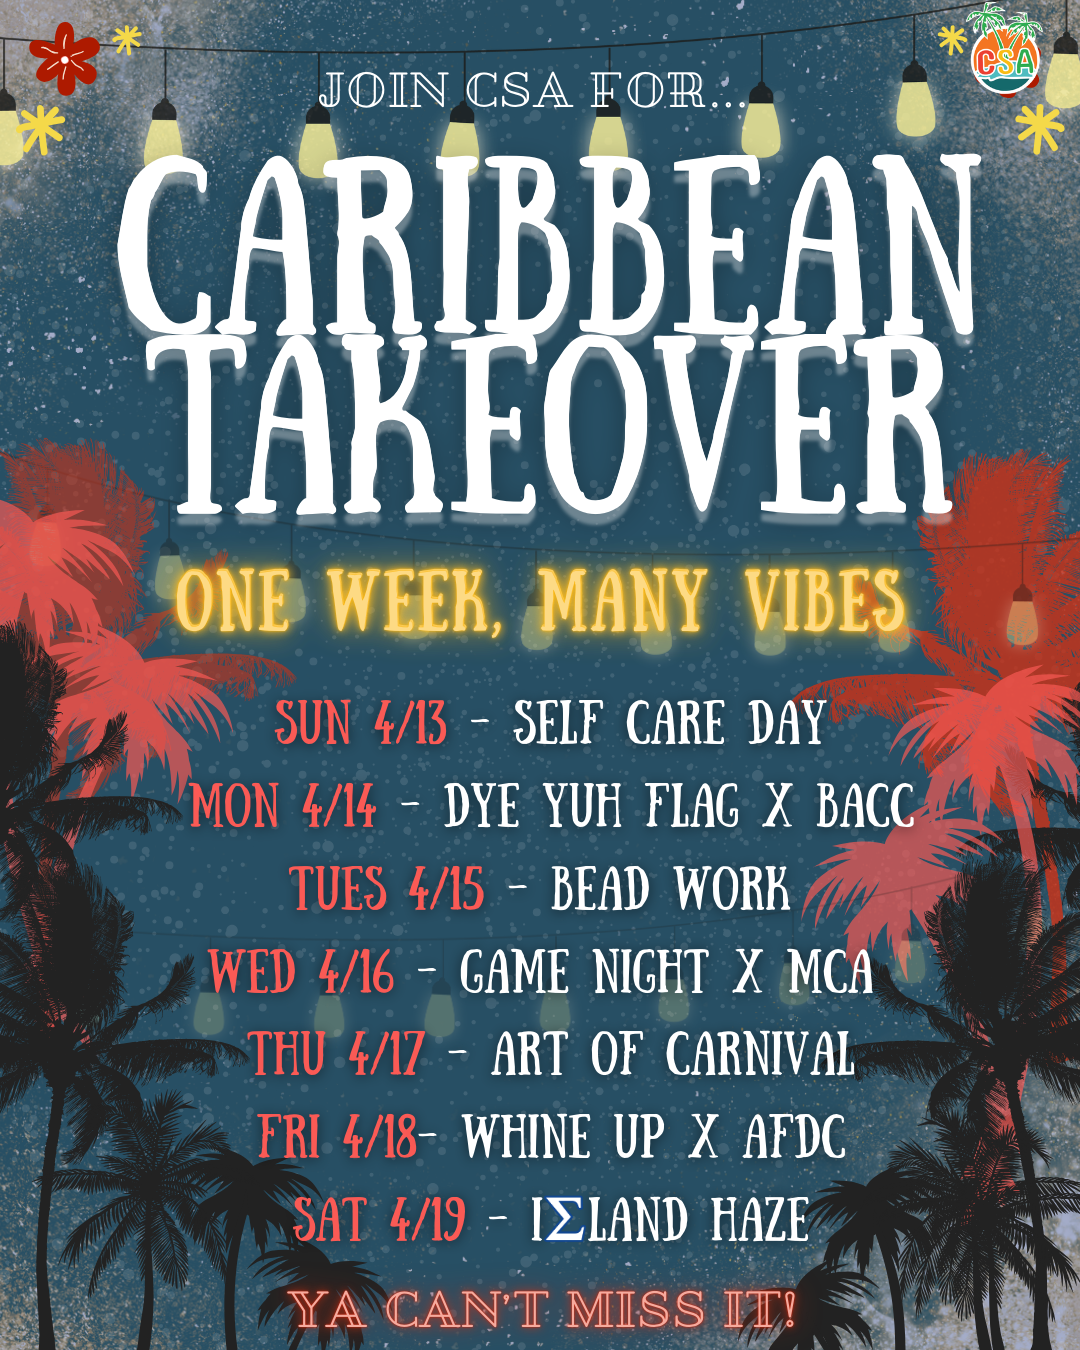 JOIN CSA FOR...
CSA
CARIBBEAN
TAKEOVER
ONE WEEK, MANY VIBES
SUN 4/13 - SELF CARE DAY
MON 4/14 - DYE YUH FLAG X BACC
TUES 4/15 - BEAD WORK
WED 4/16 - GAME NIGHT X MCA
THU 4/17 - ART OF CARNIVAL
FRI 4/18- WHINE UP X AFDC
SAT 4/19 - IΣLAND HAZE
YA CAN'T MISS IT!